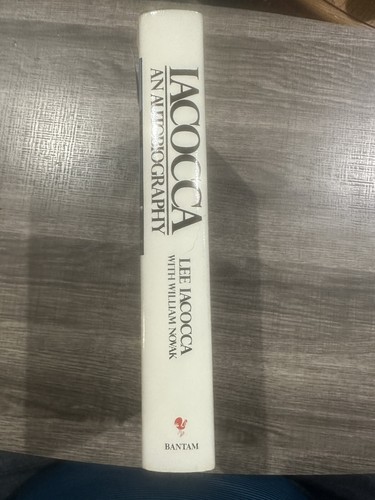 IACOCCA
AN AUTOBIOGRAPHY
LEE IACOCCA
WITH WILLIAM NOVAK
BANTAM